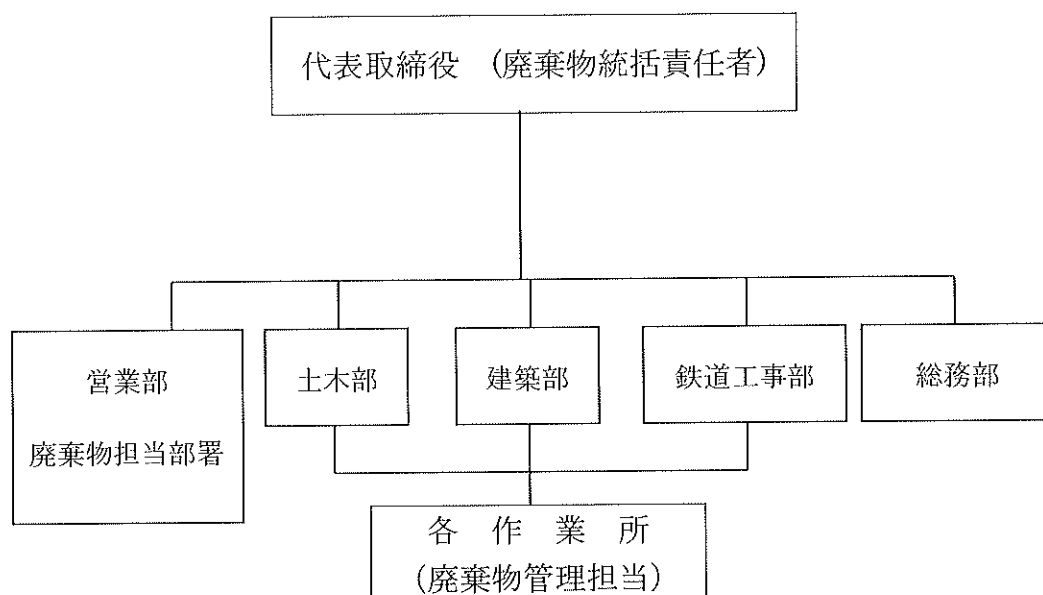 代表取締役 (廃棄物統括責任者)
営業部
廃棄物担当部署
土木部
建築部
鉄道工事部
総務部
各 作 業 所
(廃棄物管理担当)